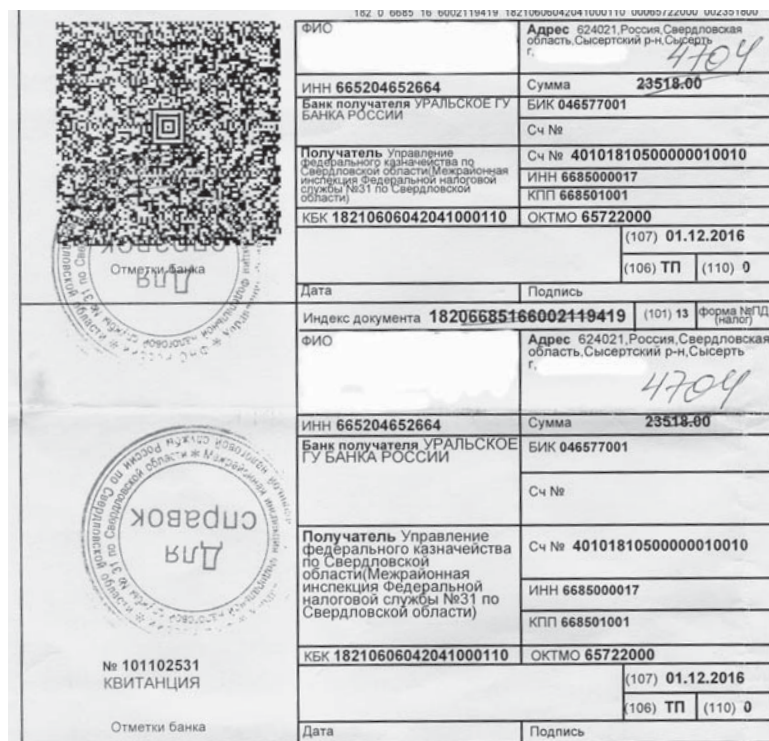 182 0 6685 16 6002119419 18210606042041000110 00065722000 002351800
ФИО
Адрес 624021,Россия,Свердловская
область,Сысертский р-н,Сысерть
г,
4704
ИНН 665204652664
Сумма 23518.00
Банк получателя УРАЛЬСКОЕ ГУ
БАНКА РОССИИ
БИК 046577001
Сч №
Получатель Управление
федерального казначейства по
Свердловской области(Межрайонная
инспекция Федеральной налоговой
службы №31 по Свердловской
области)
Сч № 40101810500000010010
ИНН 6685000017
КПП 668501001
КБК 18210606042041000110
ОКТМО 65722000
(107) 01.12.2016
(106) ТП (110) 0
Отметки банка
Для
справок
Дата
Подпись
Индекс документа 18206685166002119419 (101) 13 форма №ПД
(налог)
ФИО
Адрес 624021,Россия,Свердловская
область,Сысертский р-н,Сысерть
г,
4704
ИНН 665204652664
Сумма 23518.00
Банк получателя УРАЛЬСКОЕ
ГУ БАНКА РОССИИ
БИК 046577001
Сч №
Для
справок
Получатель Управление
федерального казначейства
по Свердловской
области(Межрайонная
инспекция Федеральной
налоговой службы №31 по
Свердловской области)
Сч № 40101810500000010010
ИНН 6685000017
КПП 668501001
КБК 18210606042041000110
ОКТМО 65722000
№ 101102531
КВИТАНЦИЯ
(107) 01.12.2016
(106) ТП (110) 0
Отметки банка
Дата
Подпись